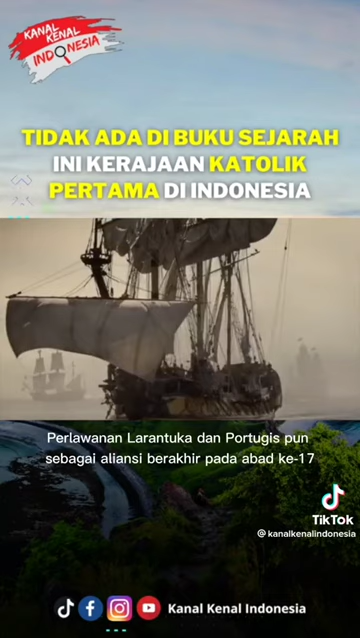 KANAL
KENAL
INDONESIA
TIDAK ADA DI BUKU SEJARAH
INI KERAJAAN KATOLIK
PERTAMA DI INDONESIA
Perlawanan Larantuka dan Portugis pun
sebagai aliansi berakhir pada abad ke-17
TikTok
@kanalkenalindonesia
Kanal Kenal Indonesia